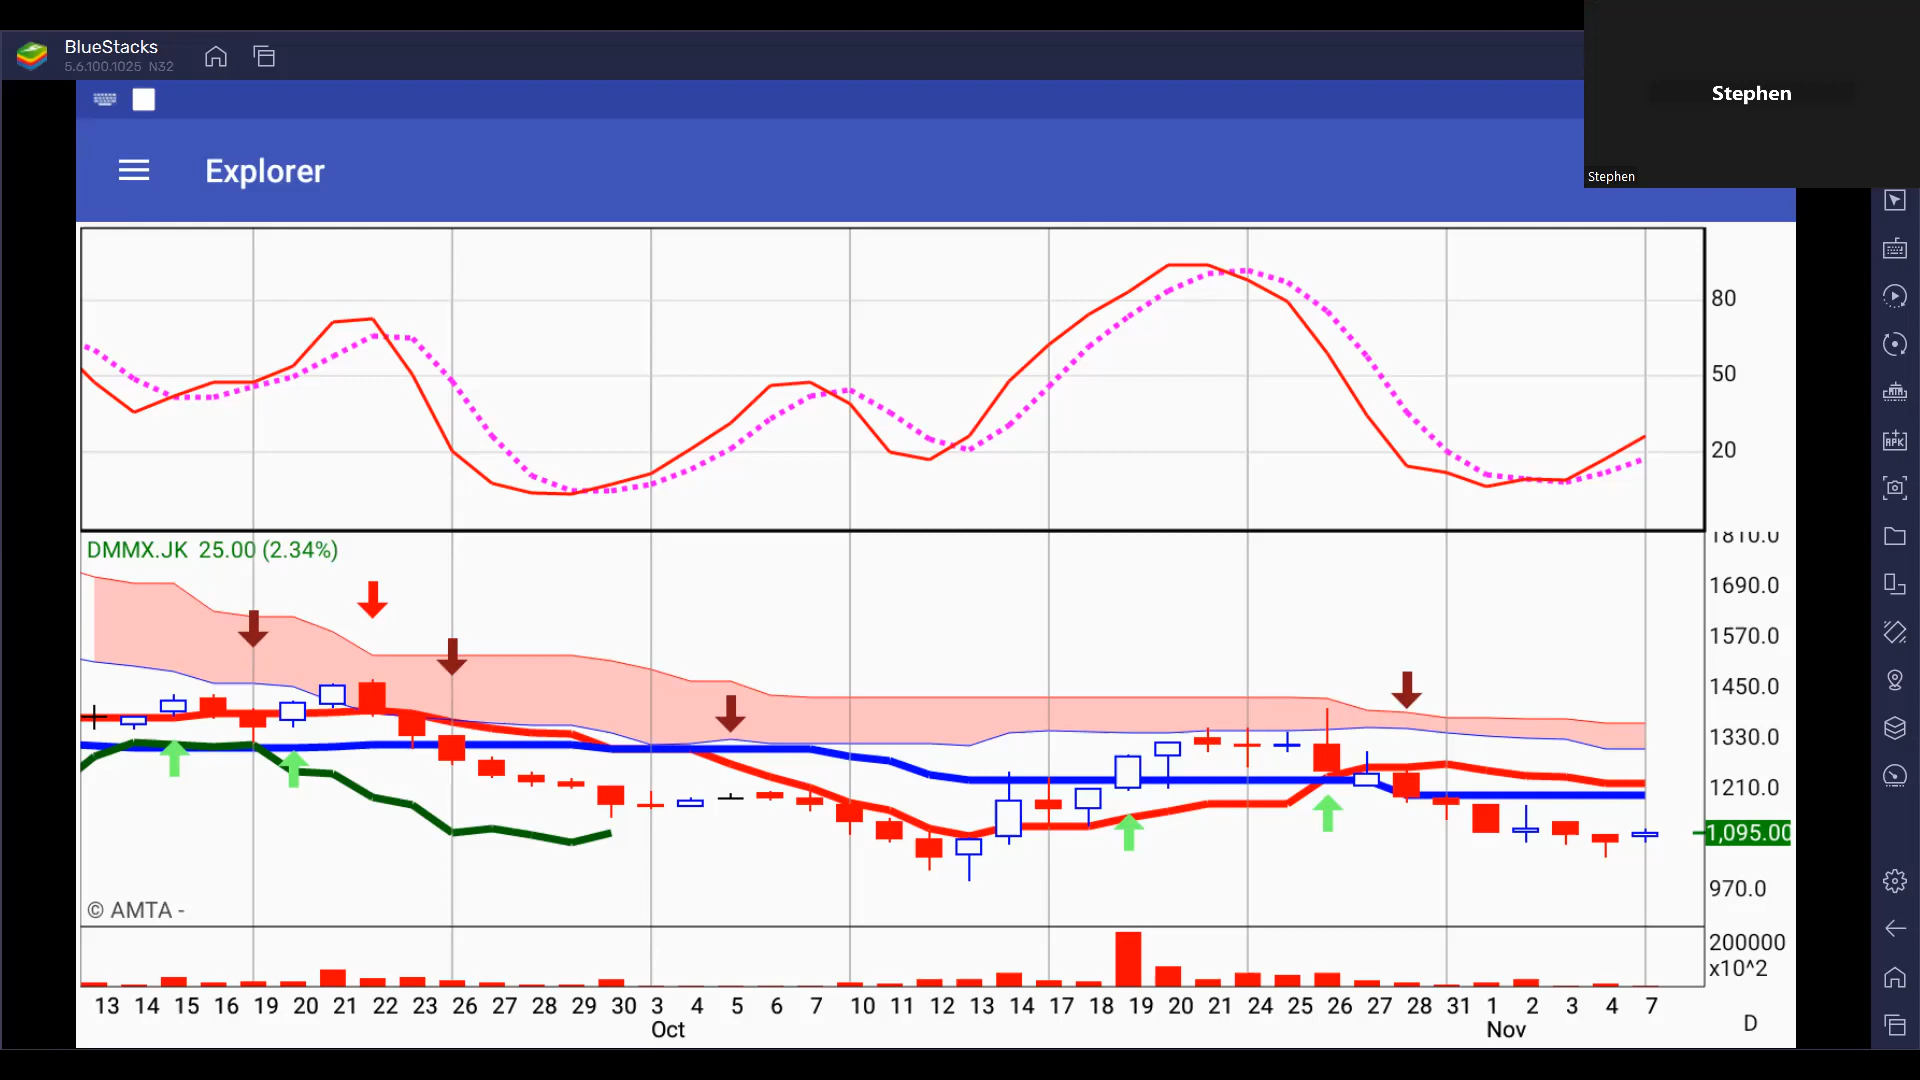 BlueStacks
5.6.100.1025 N32
Stephen
Stephen
Explorer
80
50
20
DMMX.JK 25.00 (2.34%)
1810.0
1690.0
1570.0
1450.0
1330.0
1210.0
1,095.00
970.0
© AMTA -
200000
x10^2
13 14 15 16 19 20 21 22 23 26 27 28 29 30 3 4 5 6 7 10 11 12 13 14 17 18 19 20 21 24 25 26 27 28 31 1 2 3 4 7
Oct Nov D
APK